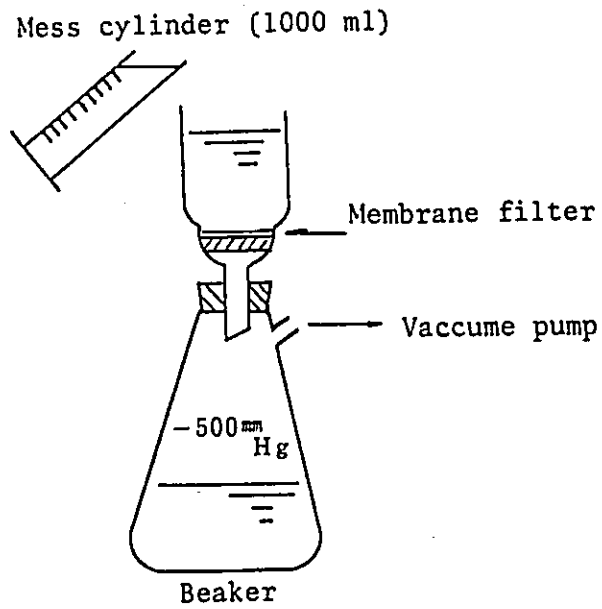 Mess cylinder (1000 ml)
Membrane filter
Vaccume pump
-500mm Hg
Beaker